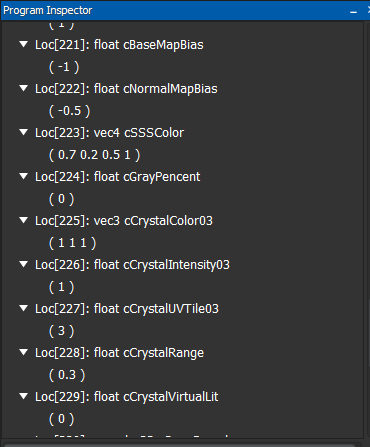 Program Inspector
( 1 )
Loc[221]: float cBaseMapBias
( -1 )
Loc[222]: float cNormalMapBias
( -0.5 )
Loc[223]: vec4 cSSSColor
( 0.7 0.2 0.5 1 )
Loc[224]: float cGrayPencent
( 0 )
Loc[225]: vec3 cCrystalColor03
( 1 1 1 )
Loc[226]: float cCrystalIntensity03
( 1 )
Loc[227]: float cCrystalUVTile03
( 3 )
Loc[228]: float cCrystalRange
( 0.3 )
Loc[229]: float cCrystalVirtualLit
( 0 )